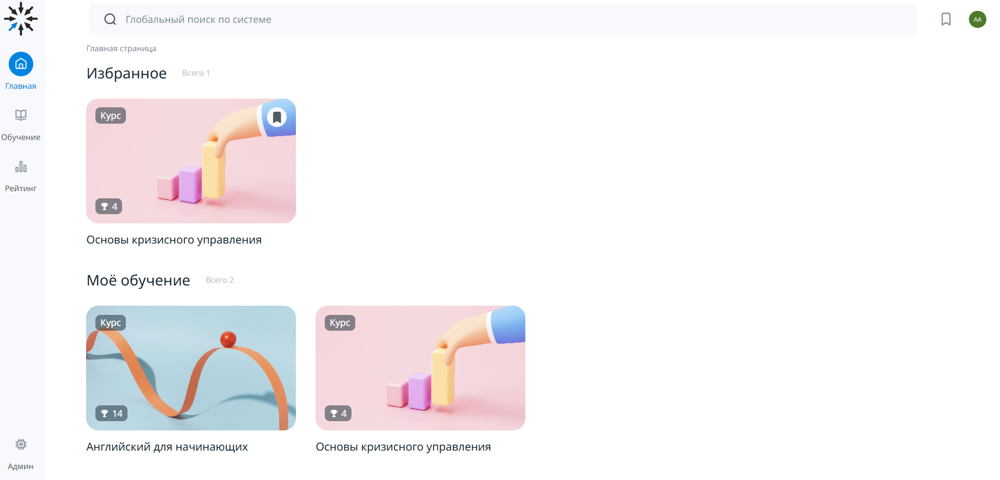 Глобальный поиск по системе
АА
Главная страница
Главная
Обучение
Рейтинг
Админ
Избранное
Всего 1
Курс
4
Основы кризисного управления
Моё обучение
Всего 2
Курс
14
Английский для начинающих
Курс
4
Основы кризисного управления